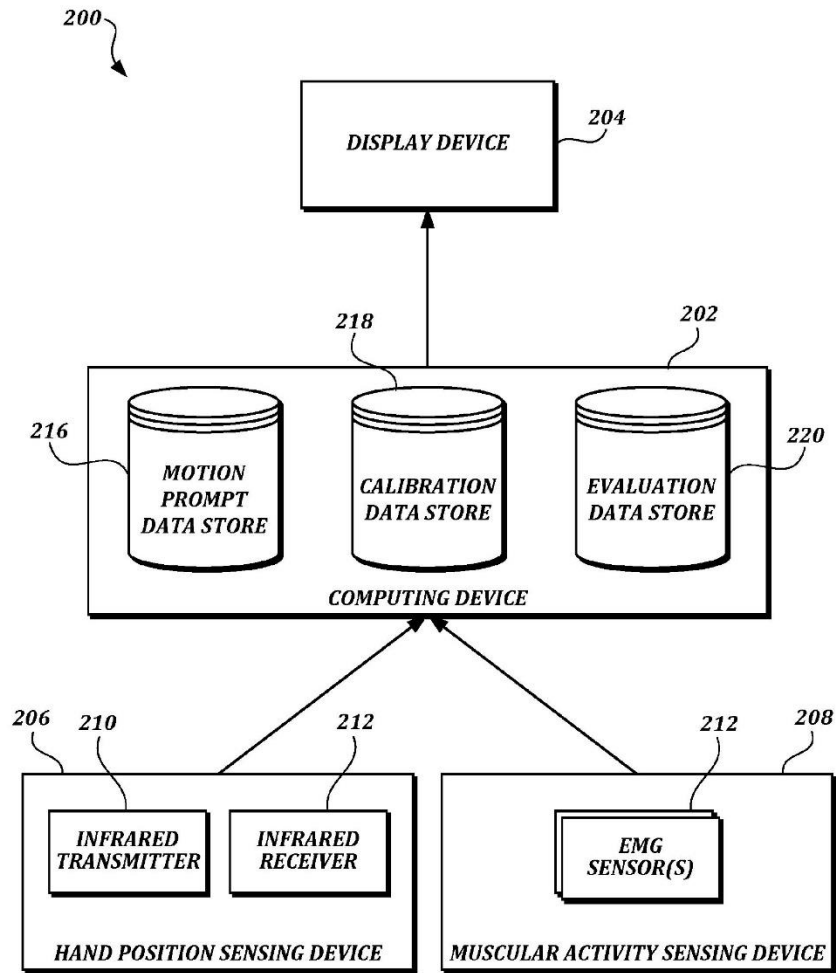 200
DISPLAY DEVICE
204
218
202
216
MOTION
PROMPT
DATA STORE
CALIBRATION
DATA STORE
EVALUATION
DATA STORE
220
COMPUTING DEVICE
206
210
212
212
208
INFRARED
TRANSMITTER
INFRARED
RECEIVER
EMG
SENSOR(S)
HAND POSITION SENSING DEVICE
MUSCULAR ACTIVITY SENSING DEVICE